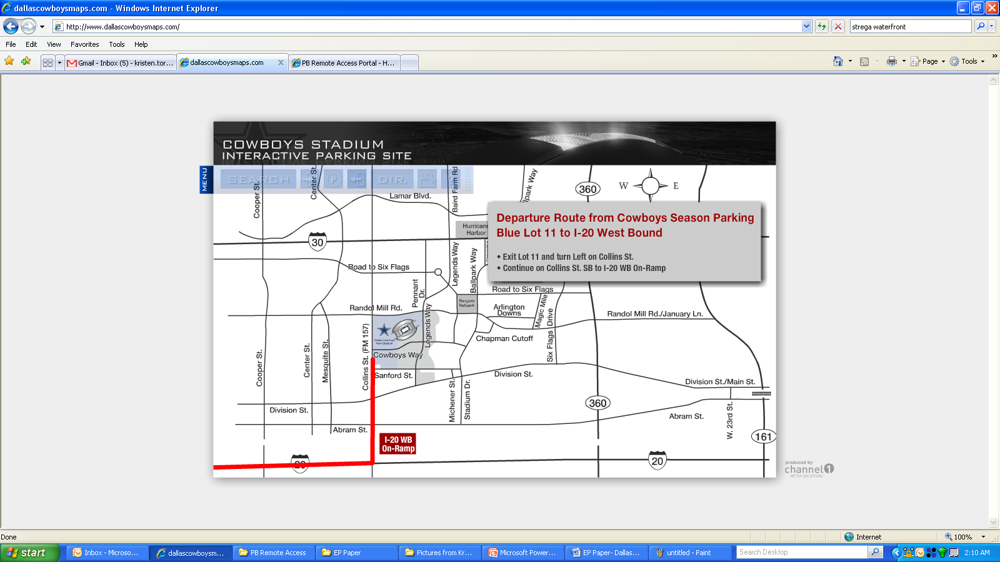 dallascowboysmaps.com - Windows Internet Explorer
http://www.dallascowboysmaps.com/
strega waterfront
File Edit View Favorites Tools Help
Gmail - Inbox (5) - kristen.tor...
dallascowboysmaps.com
PB Remote Access Portal - H...
Page
Tools
COWBOYS STADIUM
INTERACTIVE PARKING SITE
MENU
SEARCH
P
DIR.
Cooper St.
Center St.
Baird Farm Rd
llpark Way
Lamar Blvd.
360
W E
Hurricane
Harbor
Departure Route from Cowboys Season Parking
Blue Lot 11 to I-20 West Bound
• Exit Lot 11 and turn Left on Collins St.
• Continue on Collins St. SB to I-20 WB On-Ramp
30
Road to Six Flags
Legends Way
Ballpark Way
Pennant
Dr.
Road to Six Flags
Rangers
Ballpark
Randol Mill Rd.
Arlington
Downs
Magic Mile
Six Flags Drive
Randol Mill Rd./January Ln.
Collins St. (FM 157)
Dallas Cowboys
New Stadium
Legends Way
Chapman Cutoff
Cowboys Way
Cooper St.
Center St.
Mesquite St.
Sanford St.
Division St.
Division St./Main St.
Michener St.
Stadium Dr.
360
Division St.
Abram St.
W. 23rd St.
Abram St.
161
I-20 WB
On-Ramp
20
20
produced by
channel 1
MEDIA SOLUTIONS
Done
Internet
100%
start
Inbox - Microso...
dallascowboysm...
PB Remote Access
EP Paper
Pictures from Kr...
Microsoft Power...
EP Paper- Dallas...
untitled - Paint
Search Desktop
2:10 AM